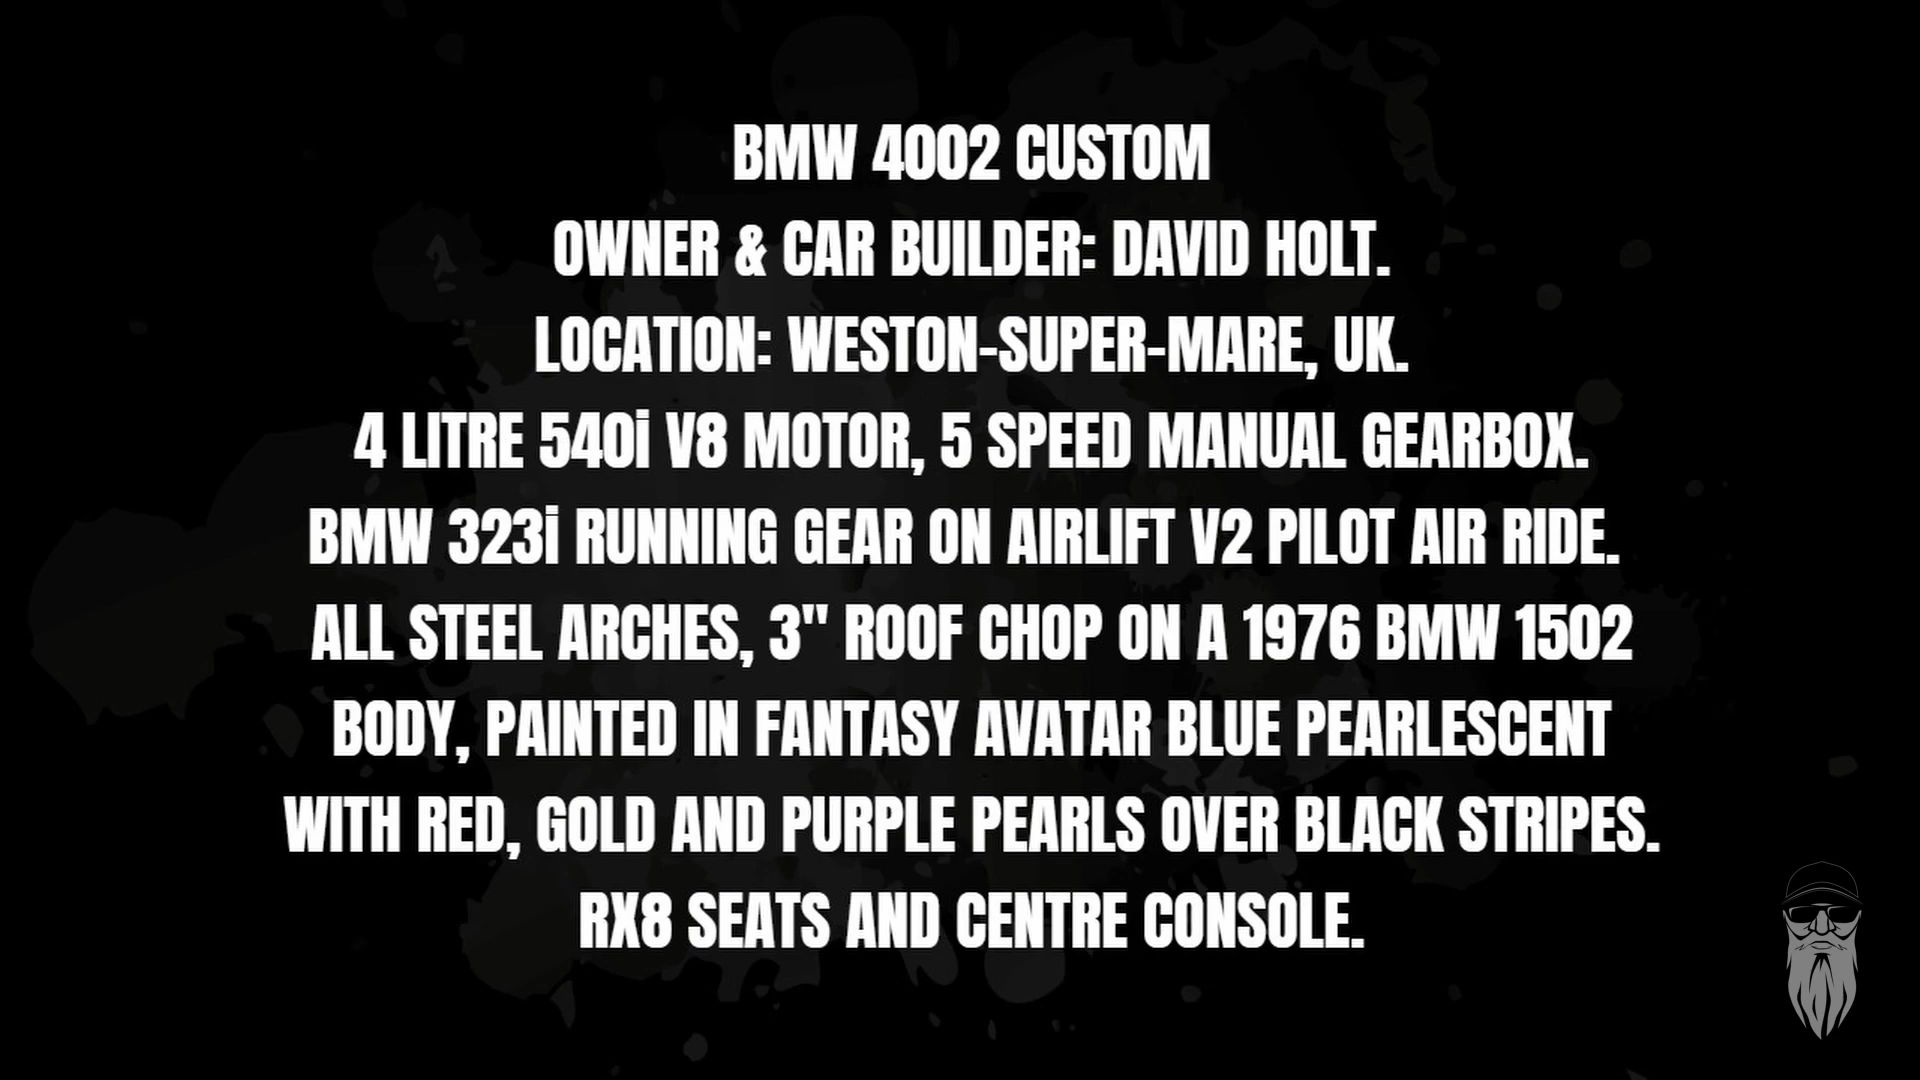 BMW 4002 CUSTOM
OWNER & CAR BUILDER: DAVID HOLT.
LOCATION: WESTON-SUPER-MARE, UK.
4 LITRE 540i V8 MOTOR, 5 SPEED MANUAL GEARBOX.
BMW 323i RUNNING GEAR ON AIRLIFT V2 PILOT AIR RIDE.
ALL STEEL ARCHES, 3" ROOF CHOP ON A 1976 BMW 1502
BODY, PAINTED IN FANTASY AVATAR BLUE PEARLESCENT
WITH RED, GOLD AND PURPLE PEARLS OVER BLACK STRIPES.
RX8 SEATS AND CENTRE CONSOLE.